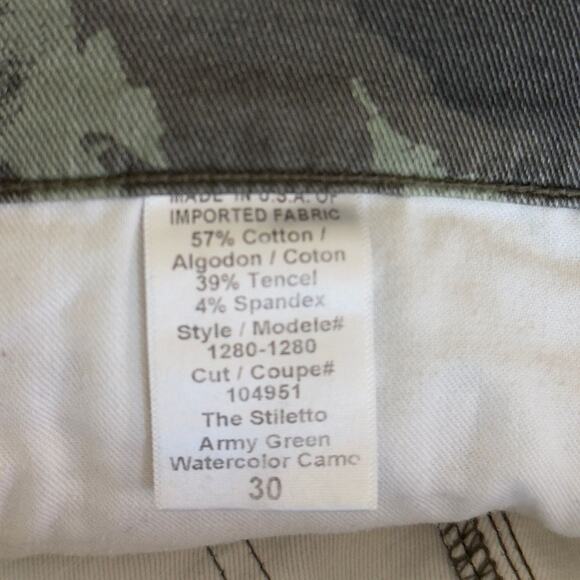 MADE IN U.S.A. OF
IMPORTED FABRIC
57% Cotton /
Algodon / Coton
39% Tencel
4% Spandex
Style / Modele#
1280-1280
Cut / Coupe#
104951
The Stiletto
Army Green
Watercolor Camo
30